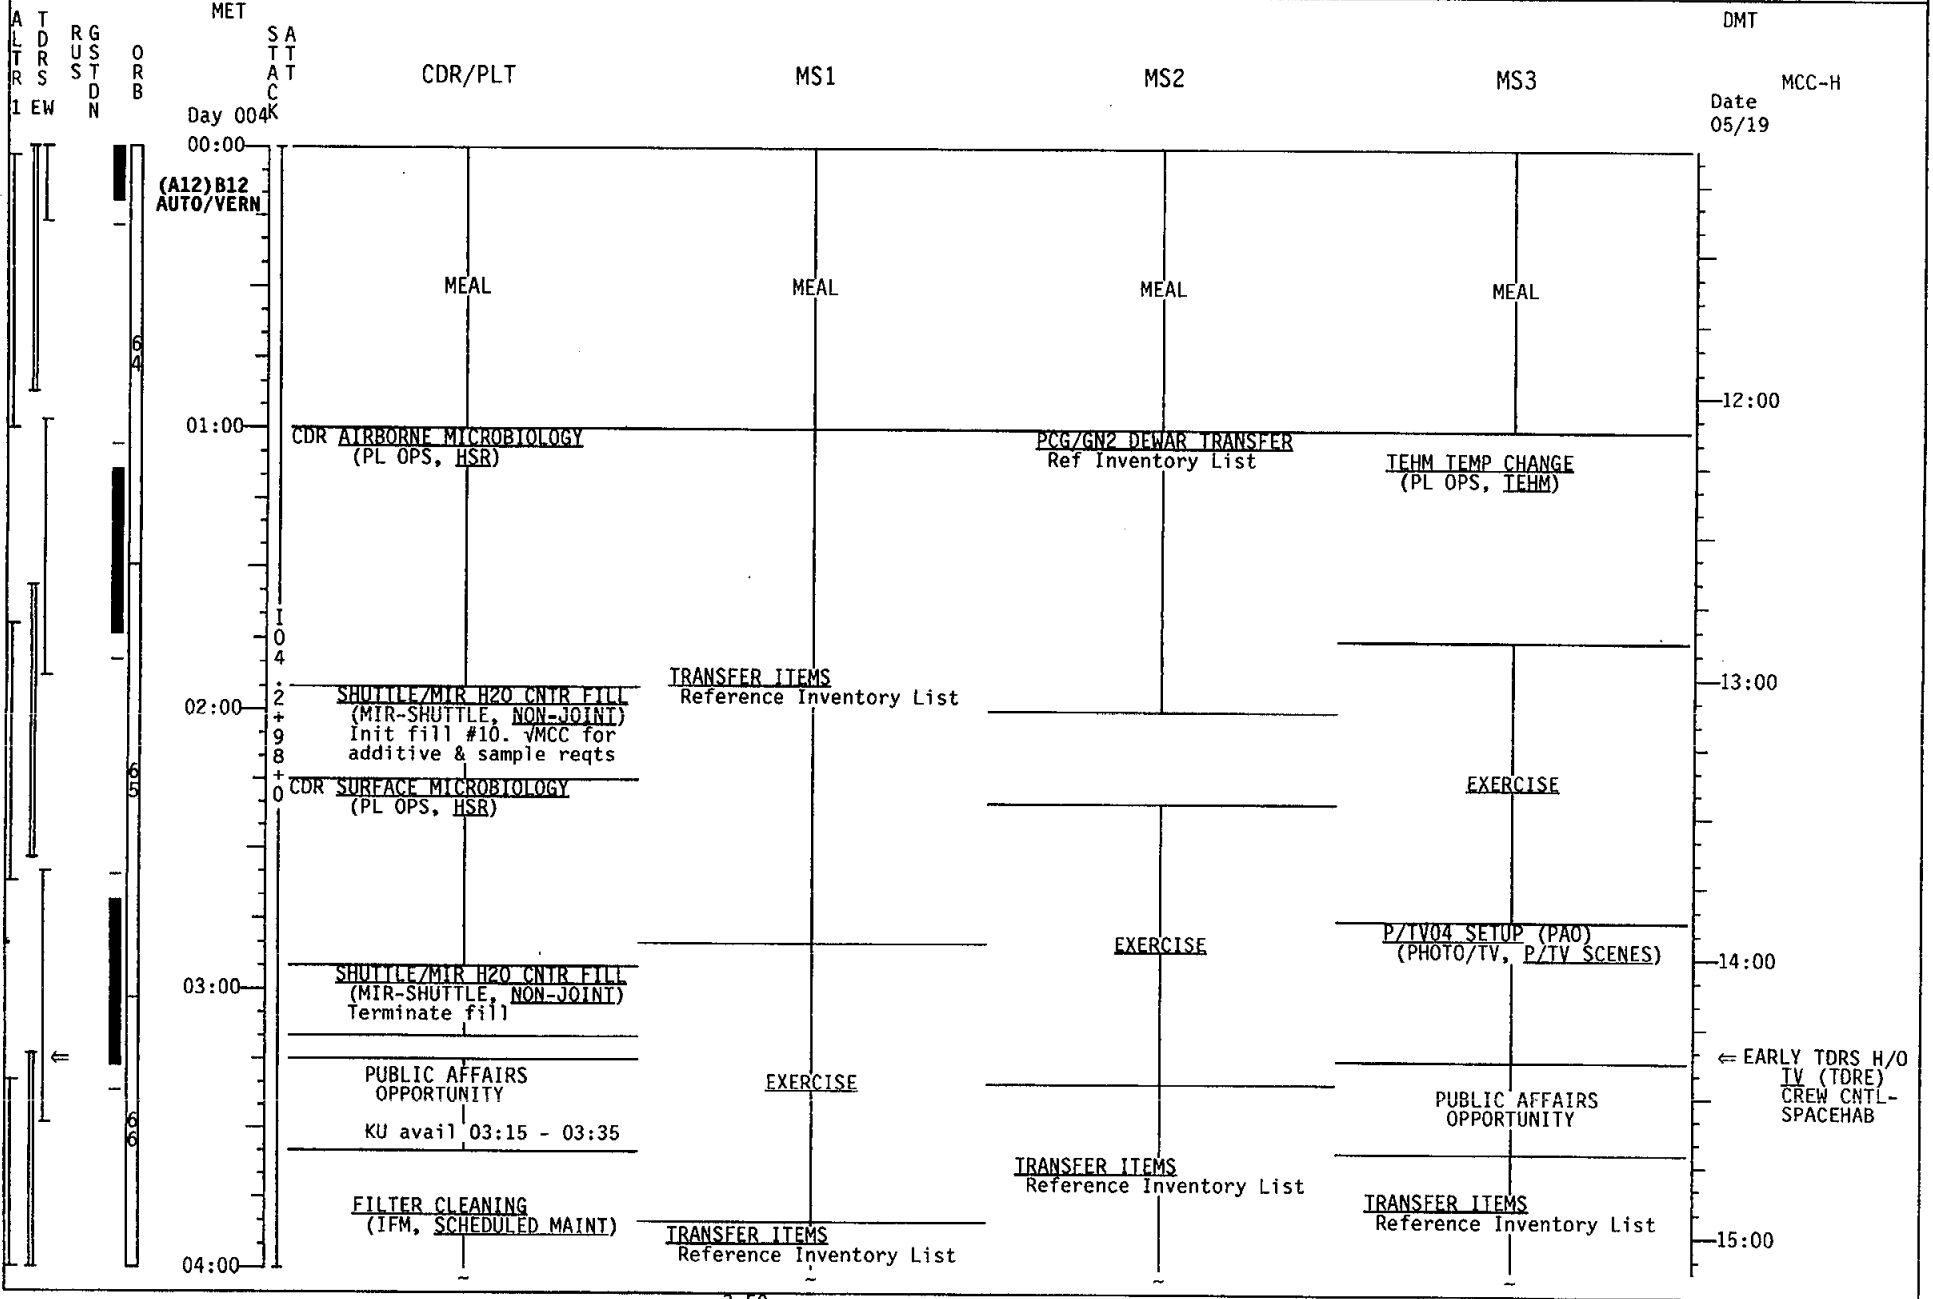 MET
DMT
ALTR 1
TDRS EW
RUS
GSTDN
ORB
STACK
ATT
CDR/PLT
MS1
MS2
MS3
MCC-H
Day 004
Date
05/19
00:00
(A12)B12
AUTO/VERN
MEAL
MEAL
MEAL
MEAL
64
12:00
01:00
CDR AIRBORNE MICROBIOLOGY
(PL OPS, HSR)
PCG/GN2 DEWAR TRANSFER
Ref Inventory List
TEHM TEMP CHANGE
(PL OPS, TEHM)
I04.2+98+0
TRANSFER ITEMS
Reference Inventory List
13:00
SHUTTLE/MIR H2O CNTR FILL
(MIR-SHUTTLE, NON-JOINT)
Init fill #10. √MCC for
additive & sample reqts
02:00
65
CDR SURFACE MICROBIOLOGY
(PL OPS, HSR)
EXERCISE
EXERCISE
P/TV04 SETUP (PAO)
(PHOTO/TV, P/TV SCENES)
14:00
SHUTTLE/MIR H2O CNTR FILL
(MIR-SHUTTLE, NON-JOINT)
Terminate fill
03:00
⇐
⇐ EARLY TDRS H/O
TV (TDRE)
CREW CNTL-
SPACEHAB
PUBLIC AFFAIRS
OPPORTUNITY
KU avail 03:15 - 03:35
EXERCISE
PUBLIC AFFAIRS
OPPORTUNITY
66
TRANSFER ITEMS
Reference Inventory List
FILTER CLEANING
(IFM, SCHEDULED MAINT)
TRANSFER ITEMS
Reference Inventory List
TRANSFER ITEMS
Reference Inventory List
15:00
04:00
~ ~ ~ ~